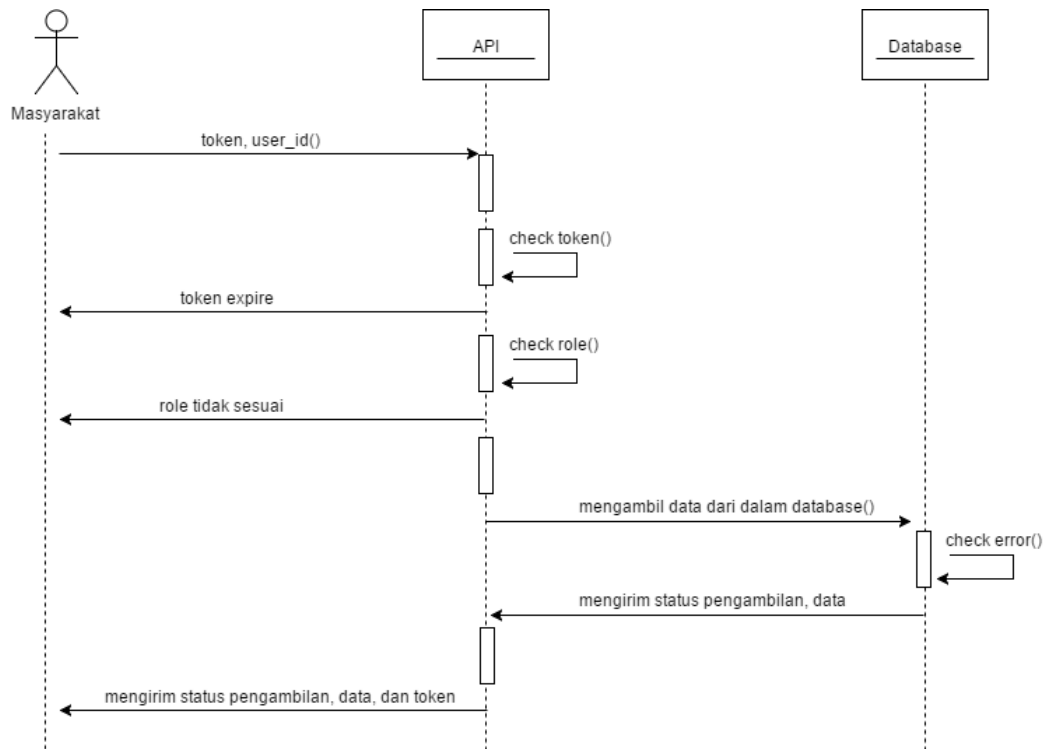 API
Database
Masyarakat
token, user_id()
check token()
token expire
check role()
role tidak sesuai
mengambil data dari dalam database()
check error()
mengirim status pengambilan, data
mengirim status pengambilan, data, dan token